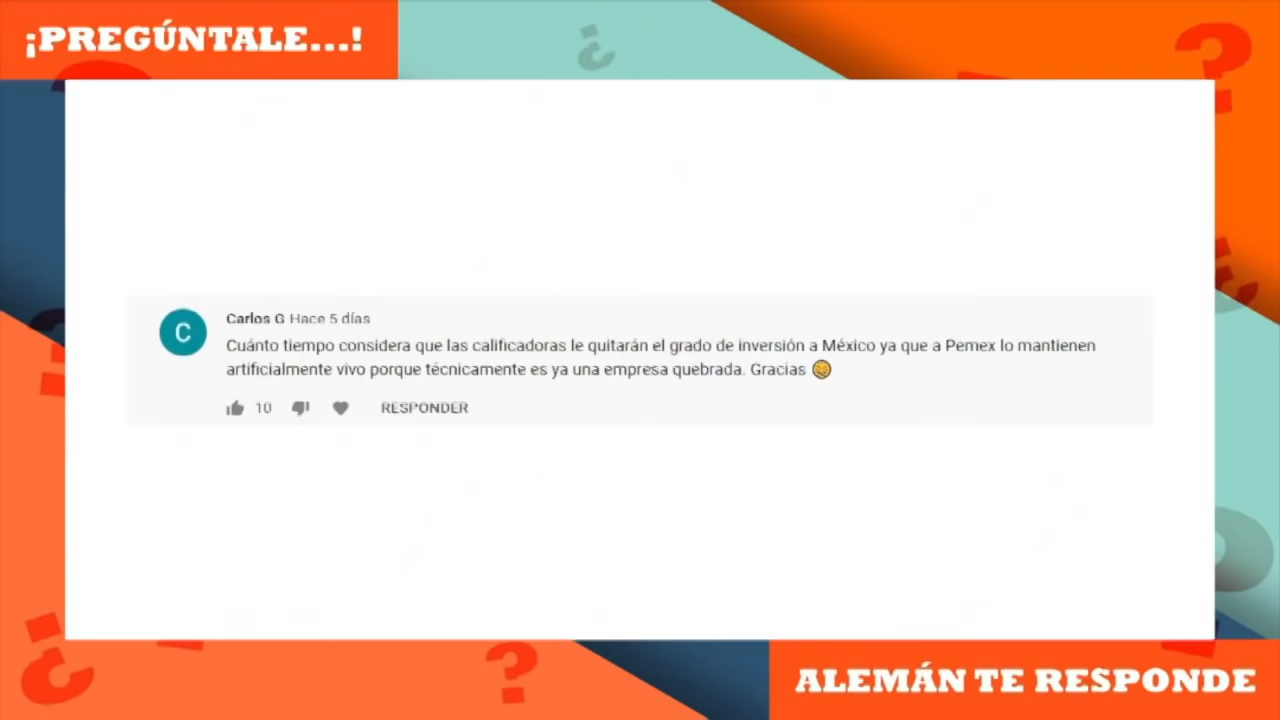 ¡PREGÚNTALE...!
C
Carlos G Hace 5 días
Cuánto tiempo considera que las calificadoras le quitarán el grado de inversión a México ya que a Pemex lo mantienen
artificialmente vivo porque técnicamente es ya una empresa quebrada. Gracias 😊
10 RESPONDER
ALEMÁN TE RESPONDE